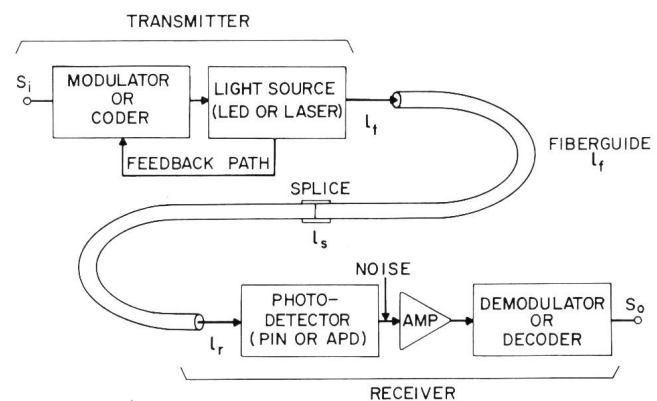 TRANSMITTER
Si
MODULATOR
OR
CODER
LIGHT SOURCE
(LED OR LASER)
lt
FEEDBACK PATH
FIBERGUIDE
lf
SPLICE
ls
NOISE
lr
PHOTO-
DETECTOR
(PIN OR APD)
AMP
DEMODULATOR
OR
DECODER
So
RECEIVER